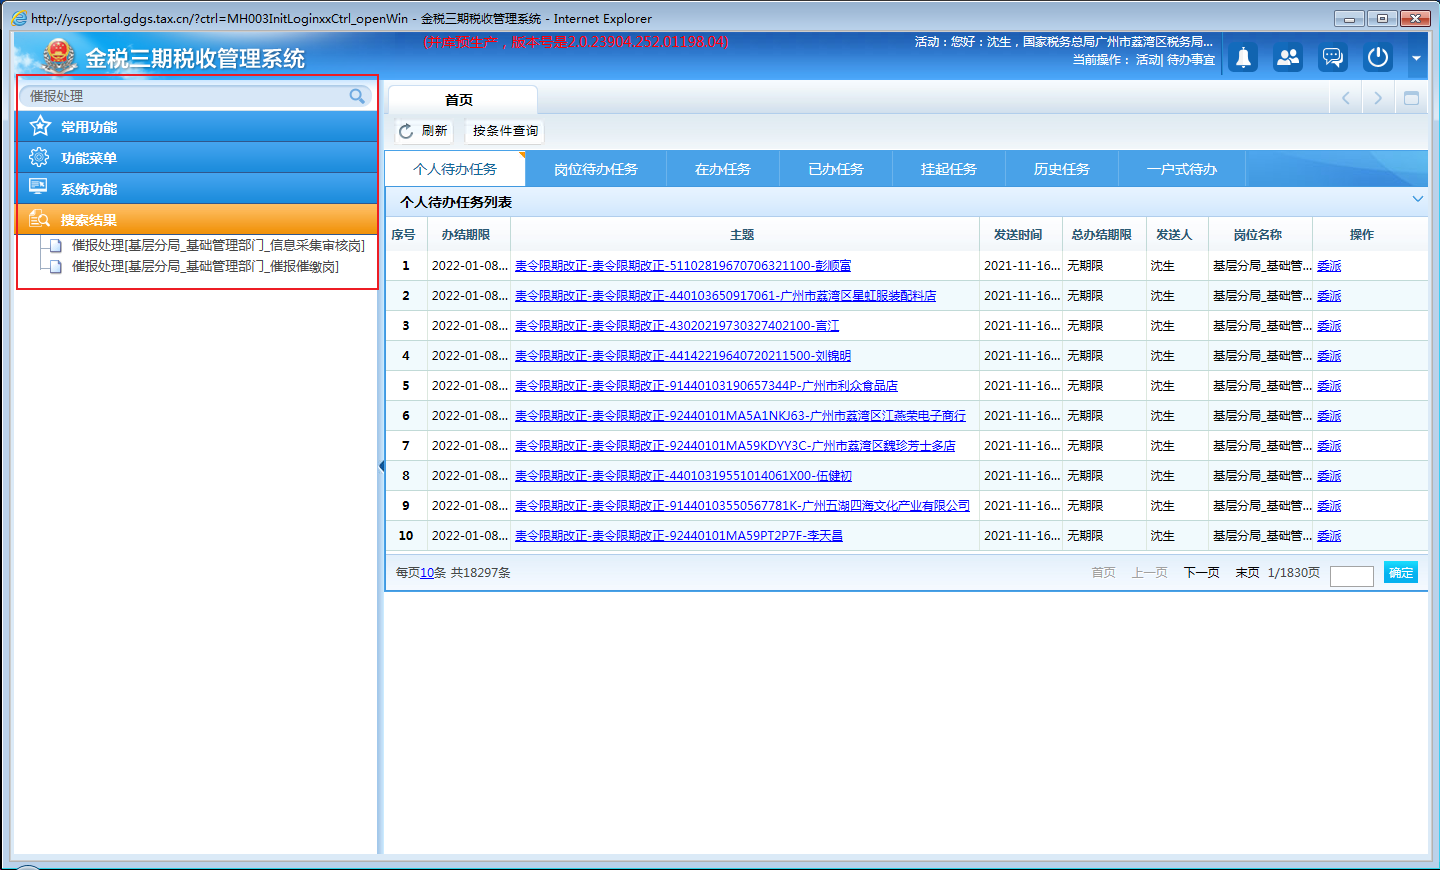 http://yscportal.gdgs.tax.cn/?ctrl=MH003InitLoginxxCtrl_openWin - 金税三期税收管理系统 - Internet Explorer
金税三期税收管理系统
(并库预生产，版本号是2.0.23904.252.01198.04)
活动：您好：沈生，国家税务总局广州市荔湾区税务局...
当前操作： 活动| 待办事宜
催报处理
常用功能
功能菜单
系统功能
搜索结果
催报处理[基层分局_基础管理部门_信息采集审核岗]
催报处理[基层分局_基础管理部门_催报催缴岗]
首页
刷新 按条件查询
个人待办任务 岗位待办任务 在办任务 已办任务 挂起任务 历史任务 一户式待办
个人待办任务列表
序号 办结期限 主题 发送时间 总办结期限 发送人 岗位名称 操作
1 2022-01-08... 责令限期改正-责令限期改正-51102819670706321100-彭顺富 2021-11-16... 无期限 沈生 基层分局_基础管... 委派
2 2022-01-08... 责令限期改正-责令限期改正-440103650917061-广州市荔湾区星虹服装配料店 2021-11-16... 无期限 沈生 基层分局_基础管... 委派
3 2022-01-08... 责令限期改正-责令限期改正-43020219730327402100-言江 2021-11-16... 无期限 沈生 基层分局_基础管... 委派
4 2022-01-08... 责令限期改正-责令限期改正-44142219640720211500-刘锦明 2021-11-16... 无期限 沈生 基层分局_基础管... 委派
5 2022-01-08... 责令限期改正-责令限期改正-91440103190657344P-广州市利众食品店 2021-11-16... 无期限 沈生 基层分局_基础管... 委派
6 2022-01-08... 责令限期改正-责令限期改正-92440101MA5A1NKJ63-广州市荔湾区江燕荣电子商行 2021-11-16... 无期限 沈生 基层分局_基础管... 委派
7 2022-01-08... 责令限期改正-责令限期改正-92440101MA59KDYY3C-广州市荔湾区魏珍芳士多店 2021-11-16... 无期限 沈生 基层分局_基础管... 委派
8 2022-01-08... 责令限期改正-责令限期改正-44010319551014061X00-伍健初 2021-11-16... 无期限 沈生 基层分局_基础管... 委派
9 2022-01-08... 责令限期改正-责令限期改正-91440103550567781K-广州五湖四海文化产业有限公司 2021-11-16... 无期限 沈生 基层分局_基础管... 委派
10 2022-01-08... 责令限期改正-责令限期改正-92440101MA59PT2P7F-李天昌 2021-11-16... 无期限 沈生 基层分局_基础管... 委派
每页10条 共18297条 首页 上一页 下一页 末页 1/1830页 确定